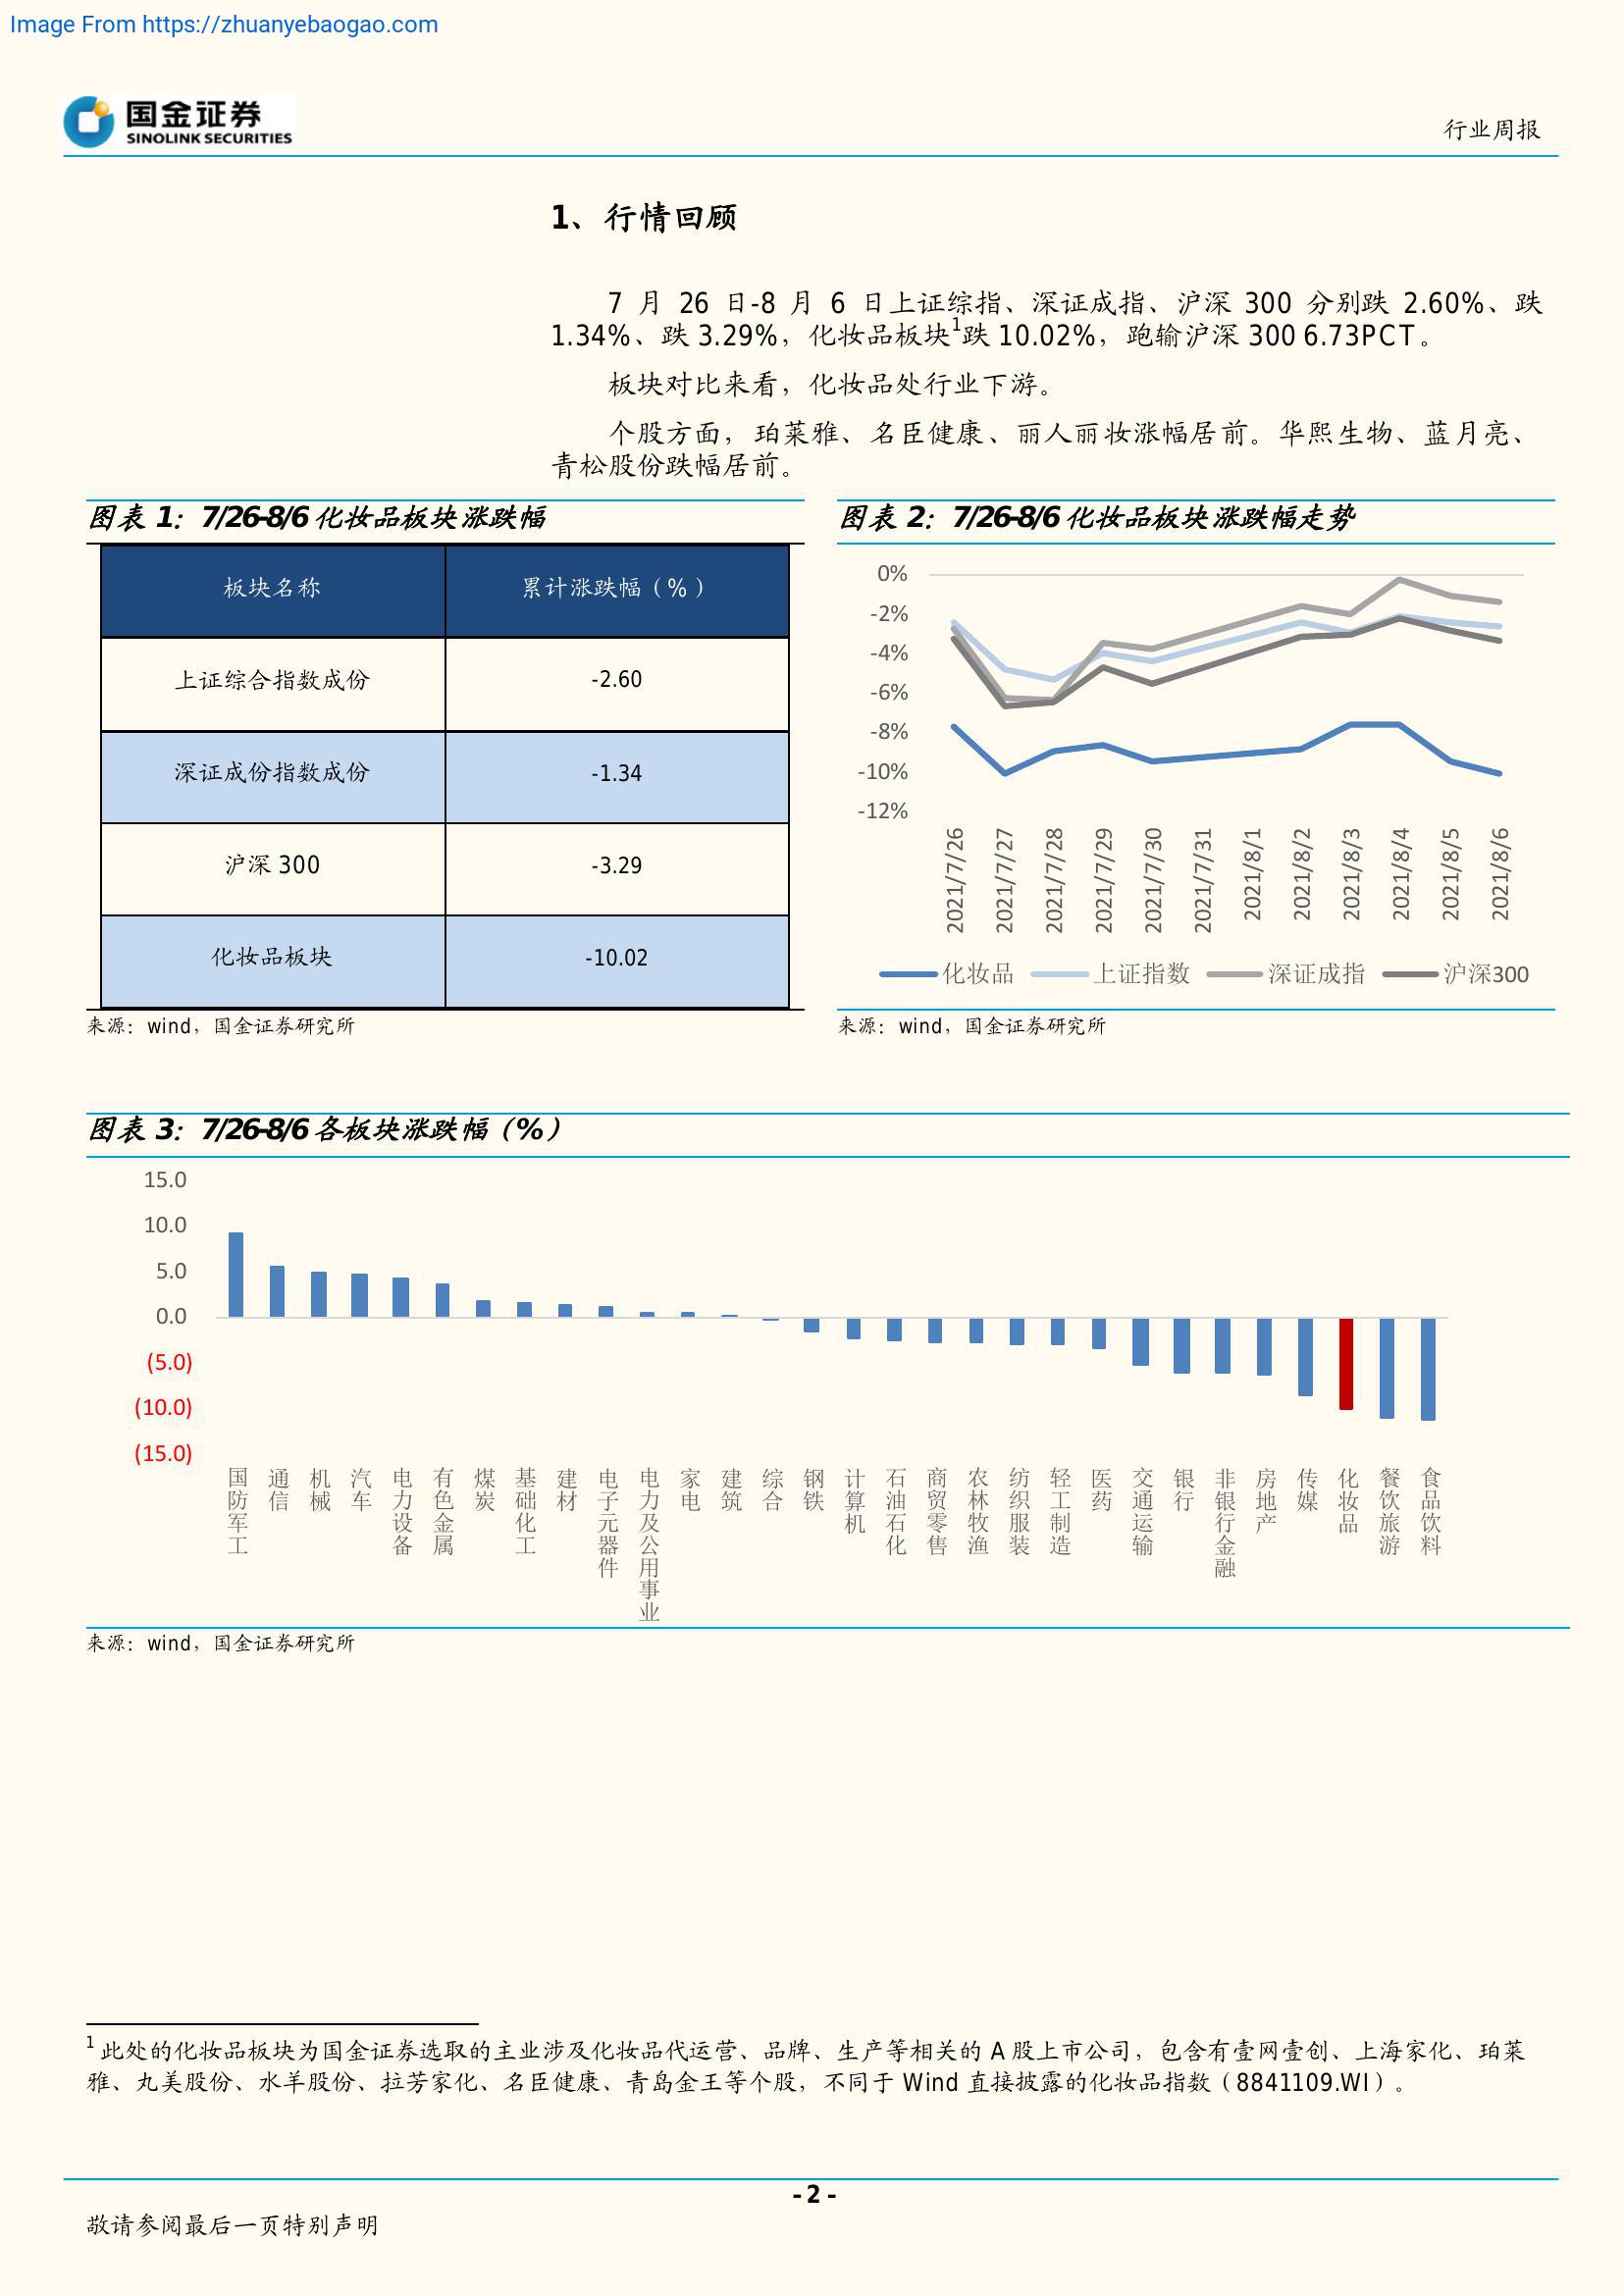 Image From https://zhuanyebaogao.com
国金证券
SINOLINK SECURITIES
行业周报
1、行情回顾
7 月 26 日-8 月 6 日上证综指、深证成指、沪深 300 分别跌 2.60%、跌
1.34%、跌 3.29%，化妆品板块1跌 10.02%，跑输沪深 300 6.73PCT。
板块对比来看，化妆品处行业下游。
个股方面，珀莱雅、名臣健康、丽人丽妆涨幅居前。华熙生物、蓝月亮、
青松股份跌幅居前。
图表 1：7/26-8/6 化妆品板块涨跌幅
板块名称 累计涨跌幅（%）
上证综合指数成份 -2.60
深证成份指数成份 -1.34
沪深 300 -3.29
化妆品板块 -10.02
来源：wind，国金证券研究所
图表 2：7/26-8/6 化妆品板块涨跌幅走势
0%
-2%
-4%
-6%
-8%
-10%
-12%
2021/7/26
2021/7/27
2021/7/28
2021/7/29
2021/7/30
2021/7/31
2021/8/1
2021/8/2
2021/8/3
2021/8/4
2021/8/5
2021/8/6
化妆品 上证指数 深证成指 沪深300
来源：wind，国金证券研究所
图表 3：7/26-8/6 各板块涨跌幅（%）
15.0
10.0
5.0
0.0
(5.0)
(10.0)
(15.0)
国防军工
通信
机械
汽车
电力设备
有色金属
煤炭
基础化工
建材
电子元器件
电力及公用事业
家电
建筑
综合
钢铁
计算机
石油石化
商贸零售
农林牧渔
纺织服装
轻工制造
医药
交通运输
银行
非银行金融
房地产
传媒
化妆品
餐饮旅游
食品饮料
来源：wind，国金证券研究所
1 此处的化妆品板块为国金证券选取的主业涉及化妆品代运营、品牌、生产等相关的 A 股上市公司，包含有壹网壹创、上海家化、珀莱
雅、丸美股份、水羊股份、拉芳家化、名臣健康、青岛金王等个股，不同于 Wind 直接披露的化妆品指数（8841109.WI）。
- 2 -
敬请参阅最后一页特别声明